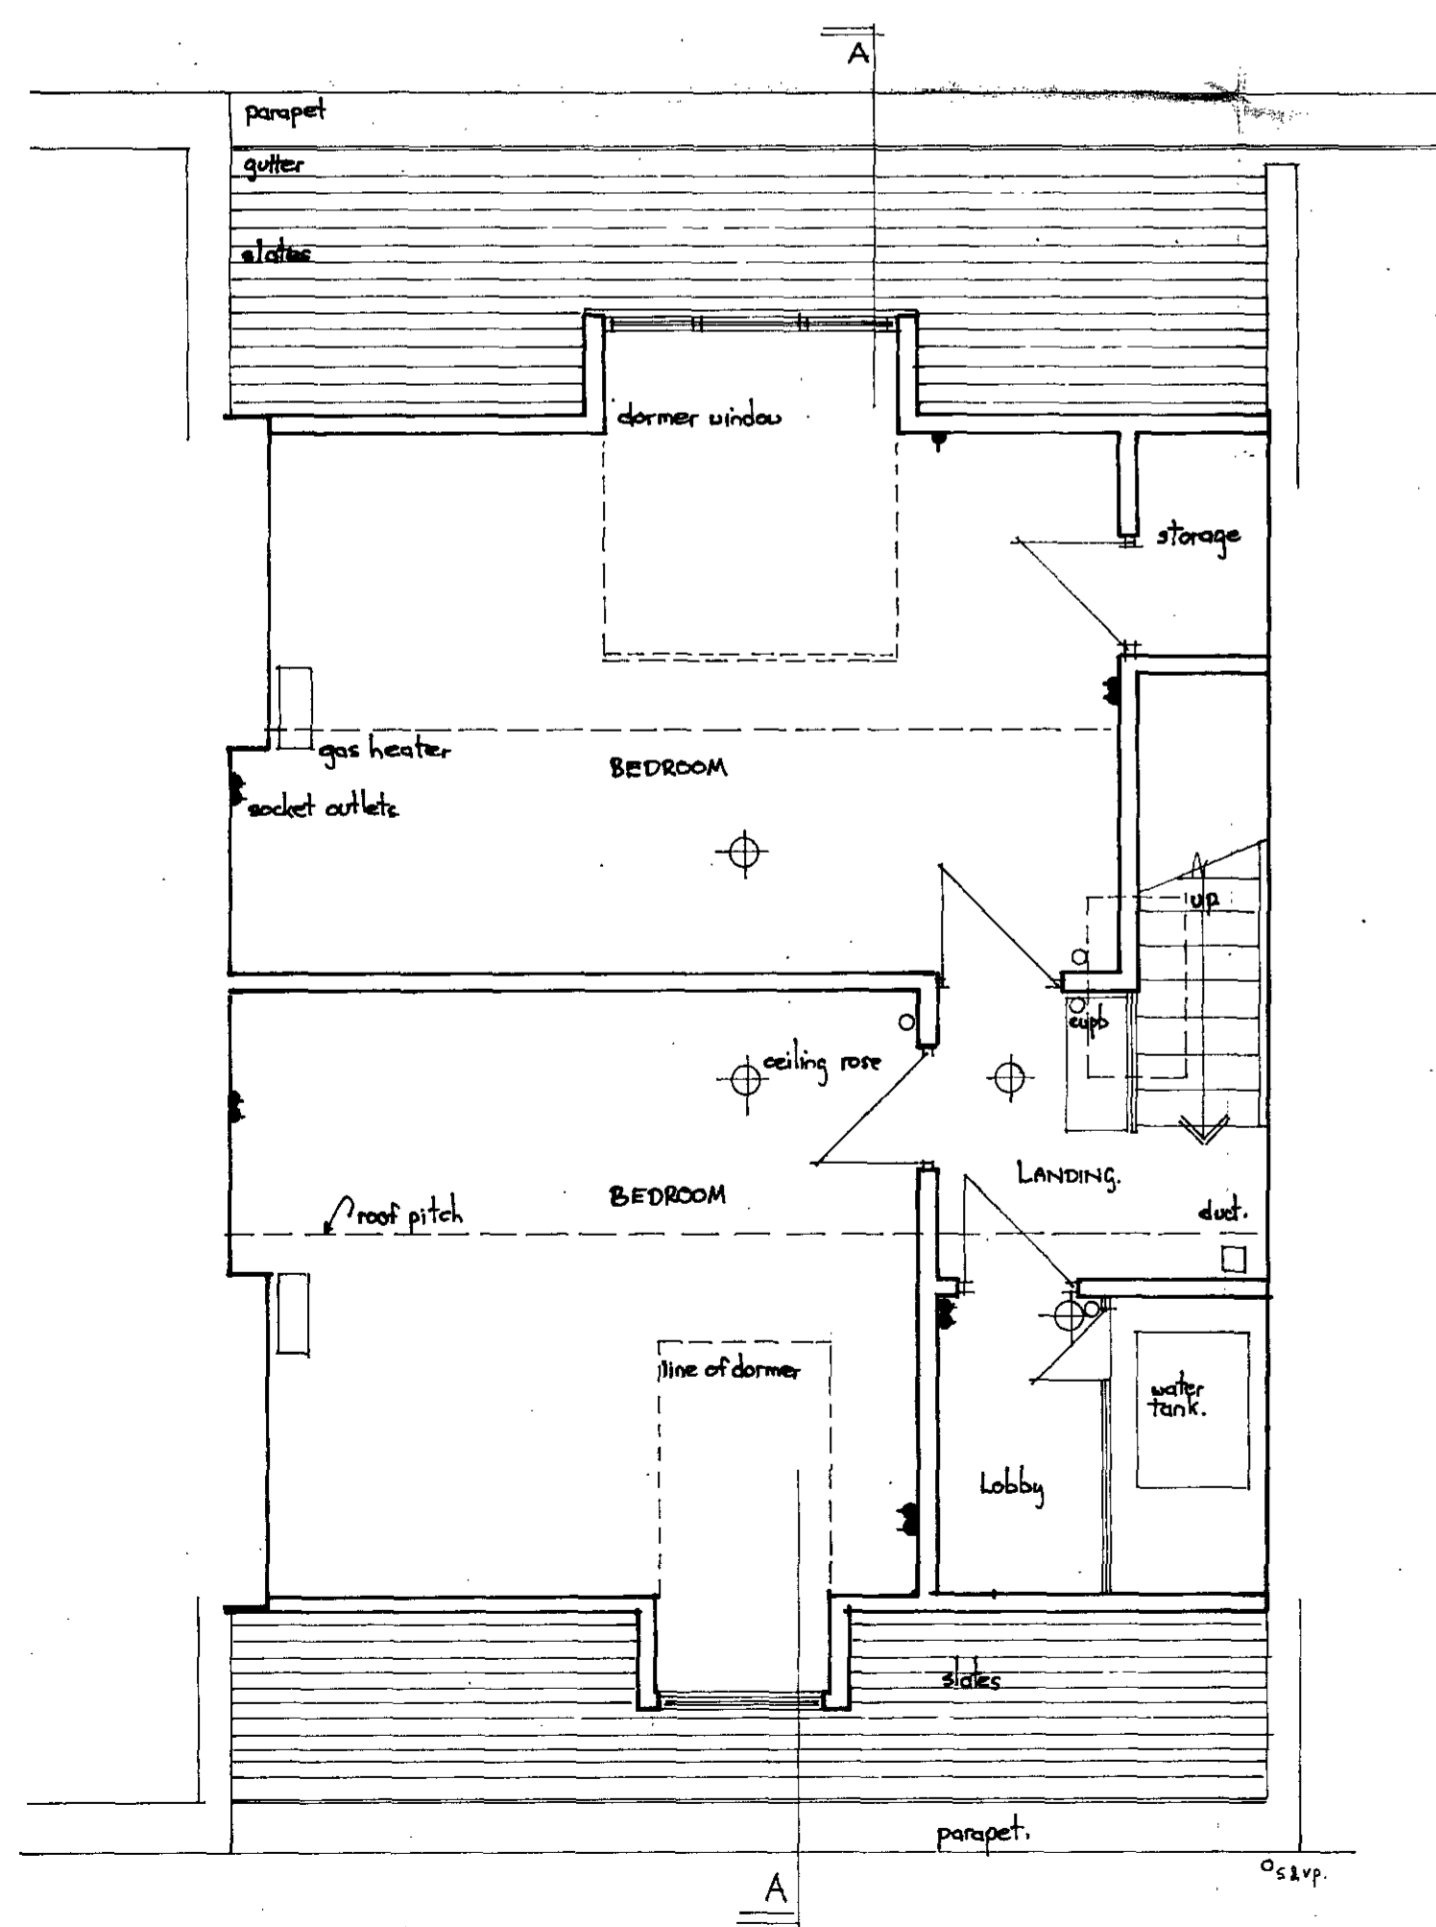 A
parapet
gutter
slates
dormer window
storage
gas heater
BEDROOM
socket outlets
up
cupb
ceiling rose
LANDING.
BEDROOM
roof pitch
duct.
line of dormer
water
tank.
Lobby
slates
parapet.
s&vp.
A